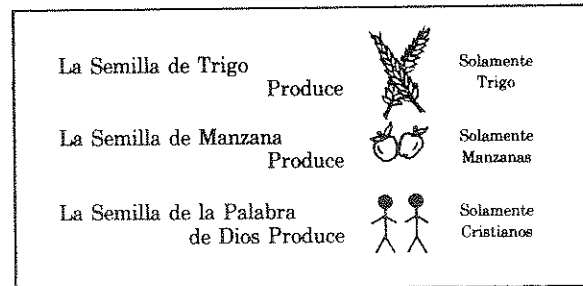 La Semilla de Trigo
Produce
Solamente
Trigo
La Semilla de Manzana
Produce
Solamente
Manzanas
La Semilla de la Palabra
de Dios Produce
Solamente
Cristianos